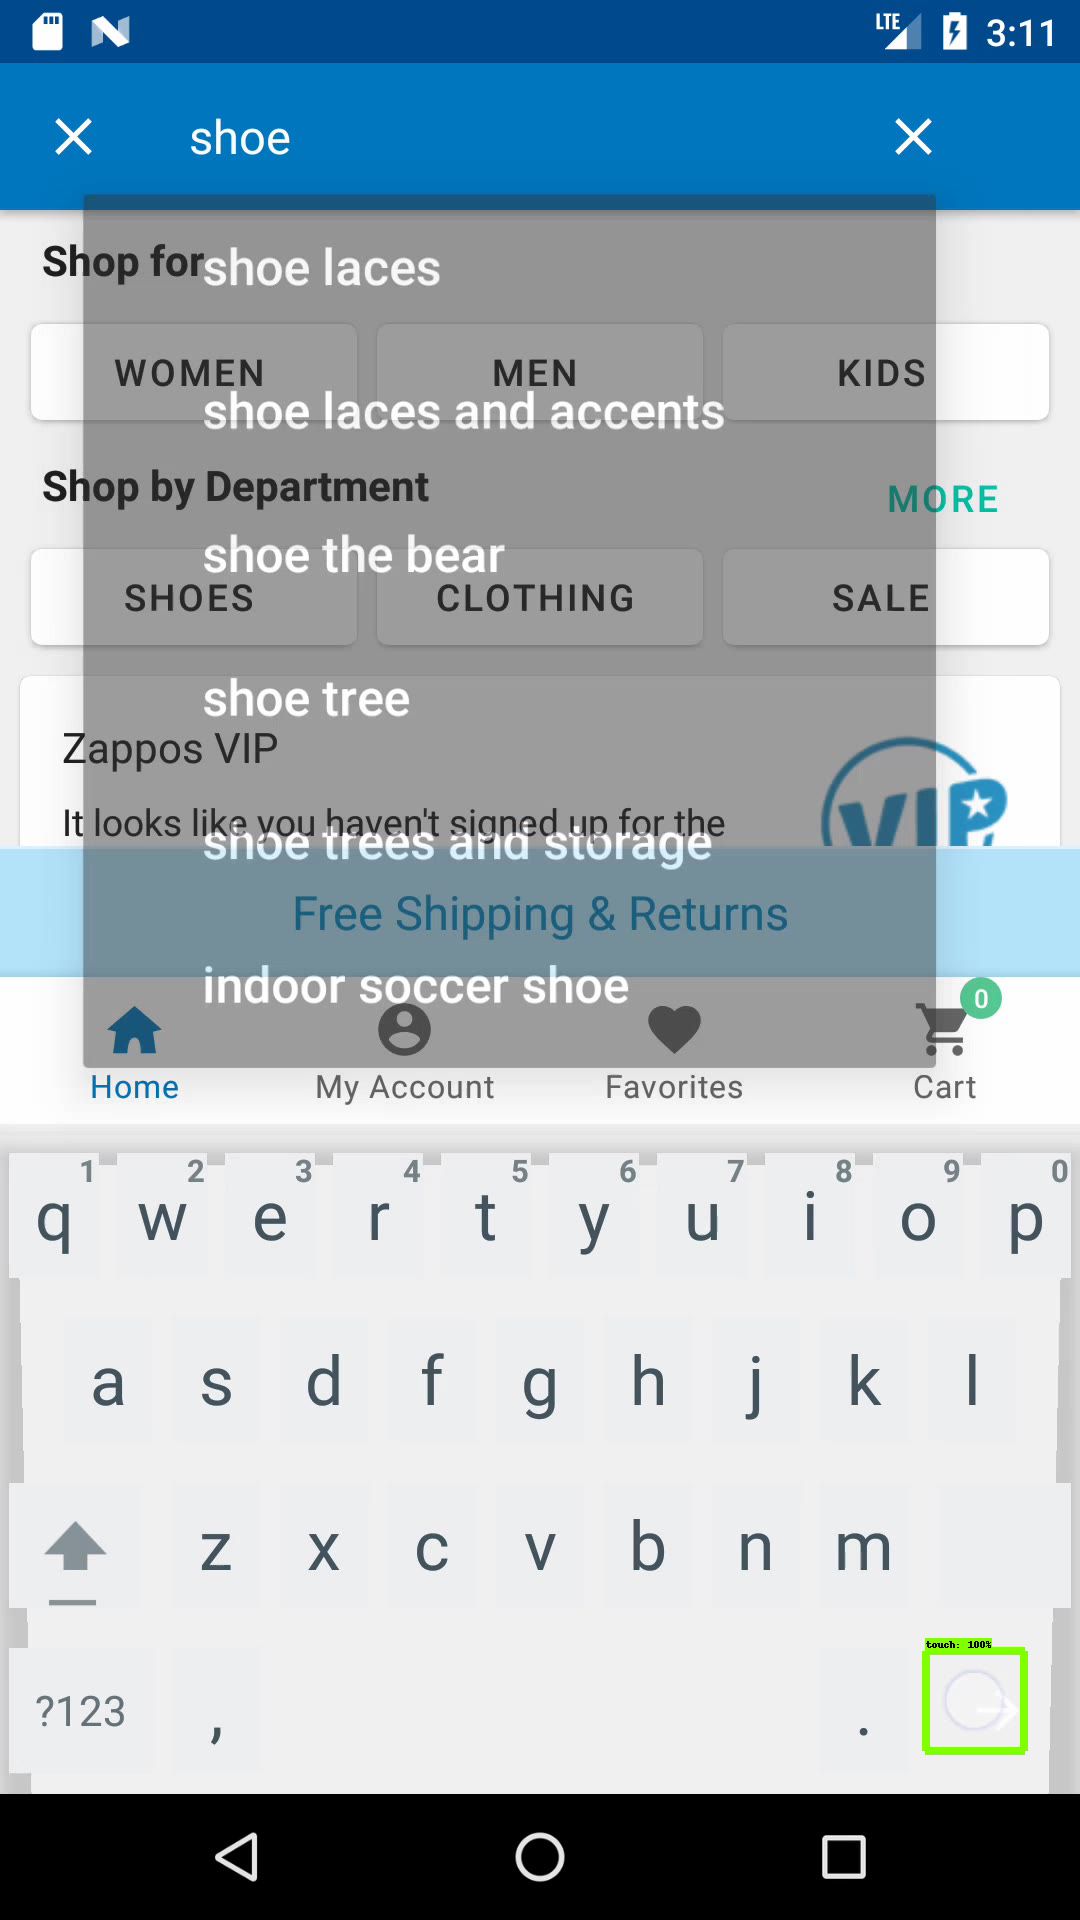 LTE 3:11
shoe
Shop for
shoe laces
WOMEN MEN KIDS
shoe laces and accents
Shop by Department
MORE
shoe the bear
SHOES CLOTHING SALE
shoe tree
Zappos VIP
VIP
It looks like you haven't signed up for the
shoe trees and storage
Free Shipping & Returns
indoor soccer shoe
0
Home My Account Favorites Cart
1 2 3 4 5 6 7 8 9 0
q w e r t y u i o p
a s d f g h j k l
z x c v b n m
touch: 100%
?123 , .